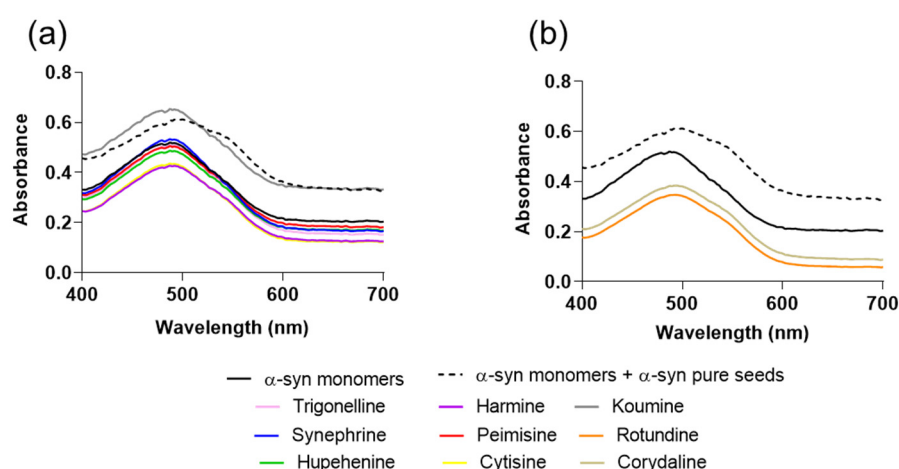 (a)
(b)
0.8
0.6
0.4
0.2
0.0
Absorbance
400 500 600 700
Wavelength (nm)
0.8
0.6
0.4
0.2
0.0
Absorbance
400 500 600 700
Wavelength (nm)
α-syn monomers α-syn monomers + α-syn pure seeds
Trigonelline Harmine Koumine
Synephrine Peimisine Rotundine
Hupehenine Cytisine Corydaline